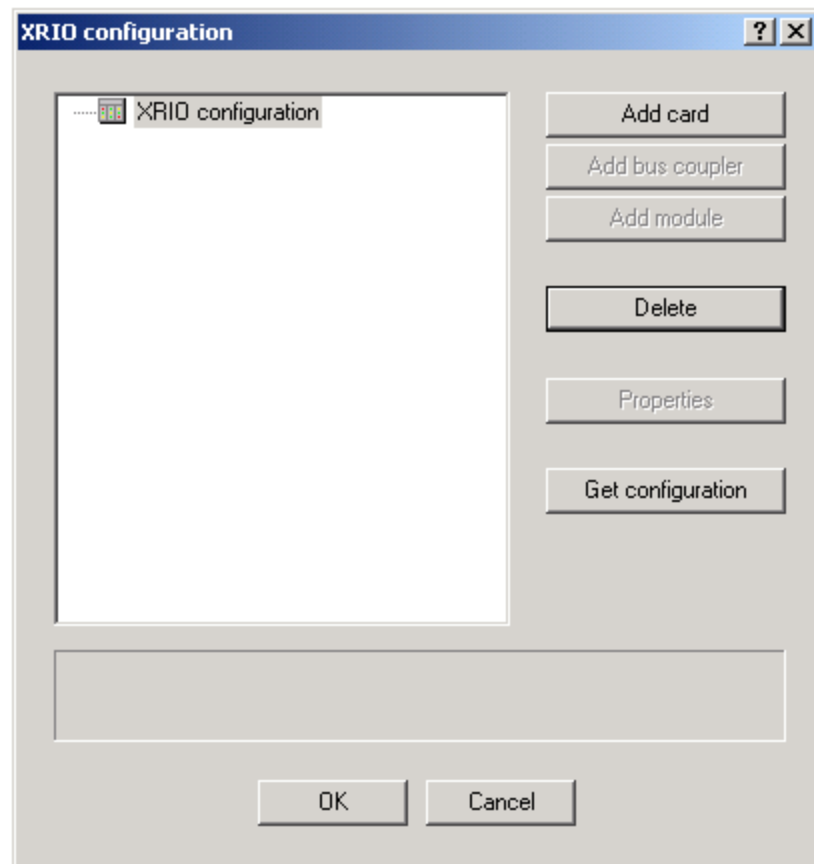 XRIO configuration
XRIO configuration
Add card
Add bus coupler
Add module
Delete
Properties
Get configuration
OK
Cancel